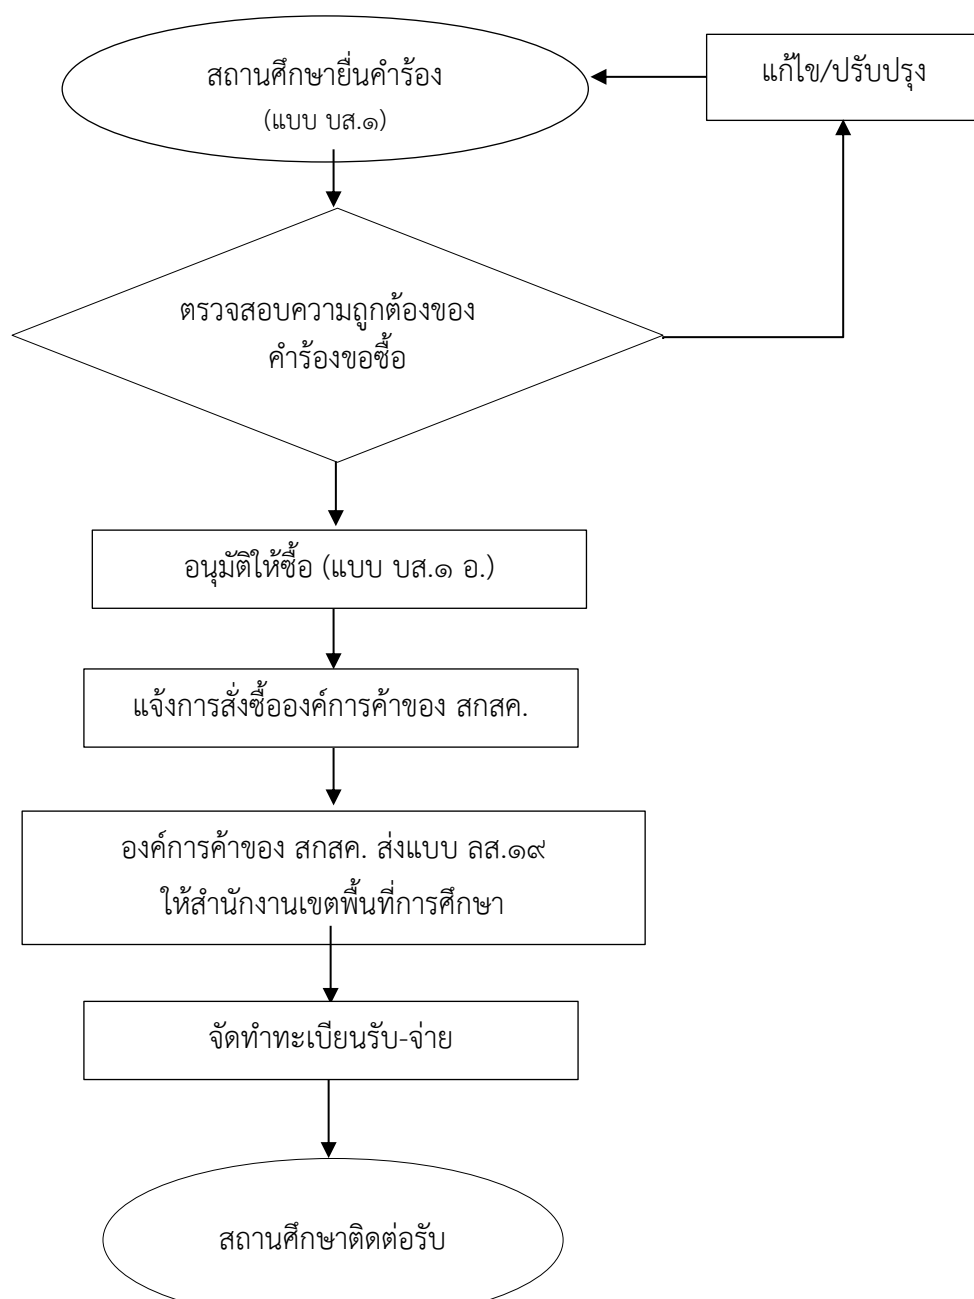 สถานศึกษายื่นคำร้อง
(แบบ บส.๑)
แก้ไข/ปรับปรุง
ตรวจสอบความถูกต้องของ
คำร้องขอซื้อ
อนุมัติให้ซื้อ (แบบ บส.๑ อ.)
แจ้งการสั่งซื้อองค์การค้าของ สกสค.
องค์การค้าของ สกสค. ส่งแบบ ลส.๑๙
ให้สำนักงานเขตพื้นที่การศึกษา
จัดทำทะเบียนรับ-จ่าย
สถานศึกษาติดต่อรับ